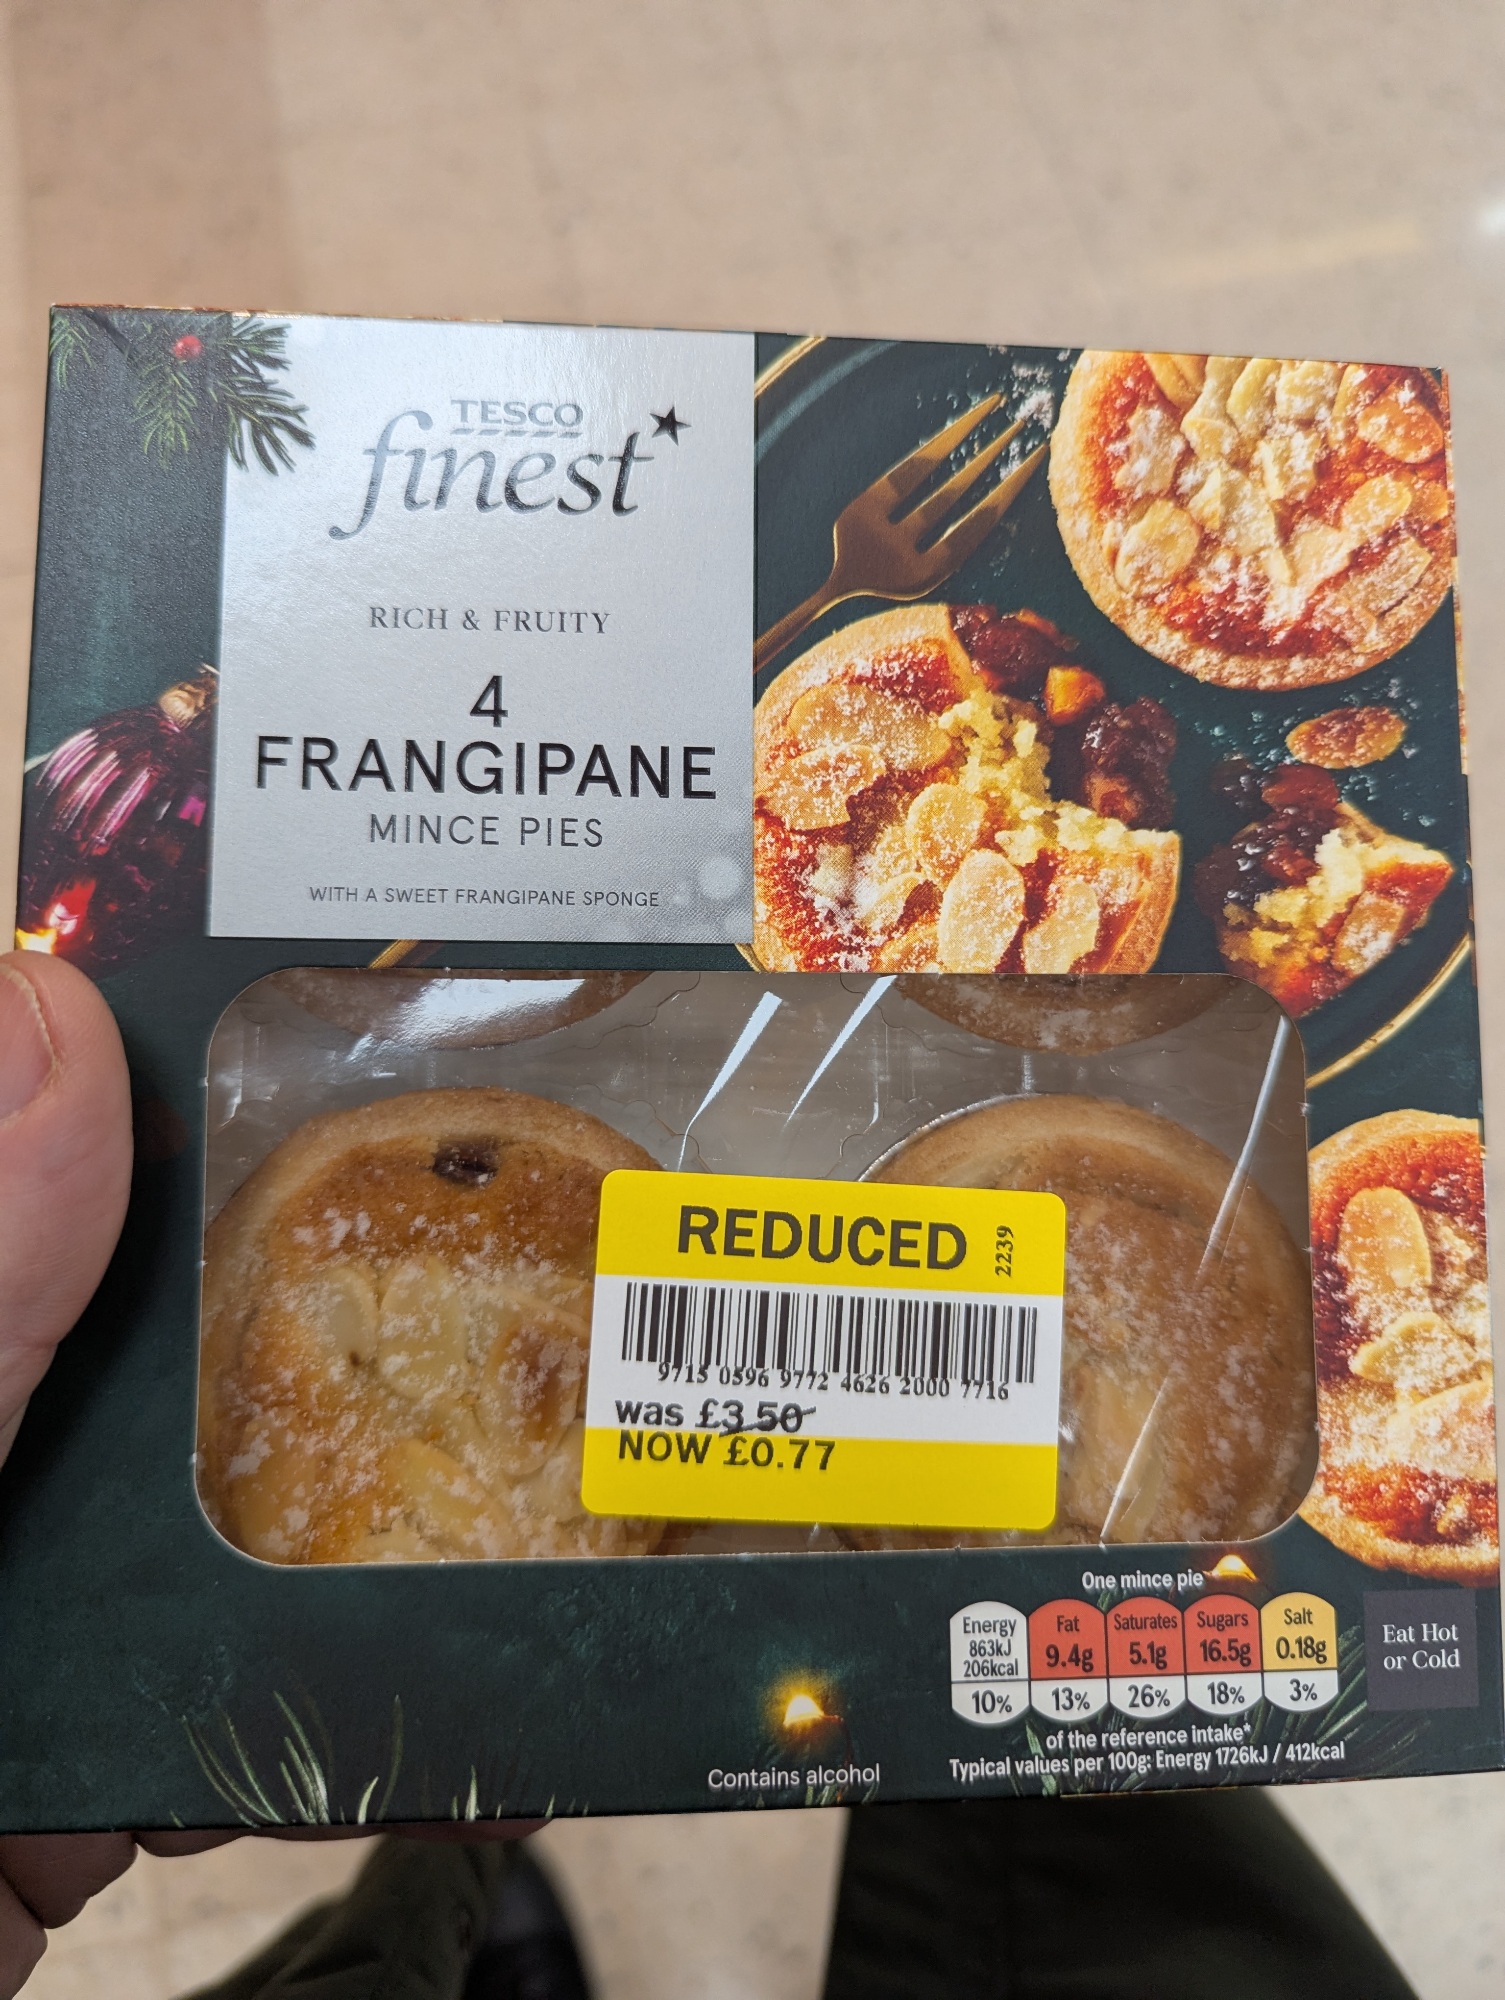 TESCO
finest*
RICH & FRUITY
4
FRANGIPANE
MINCE PIES
WITH A SWEET FRANGIPANE SPONGE
REDUCED
2239
9715 0596 9772 4626 2000 7716
was £3.50
NOW £0.77
One mince pie
Energy
863kJ
206kcal
10%
Fat
9.4g
13%
Saturates
5.1g
26%
Sugars
16.5g
18%
Salt
0.18g
3%
of the reference intake*
Typical values per 100g: Energy 1726kJ / 412kcal
Eat Hot
or Cold
Contains alcohol